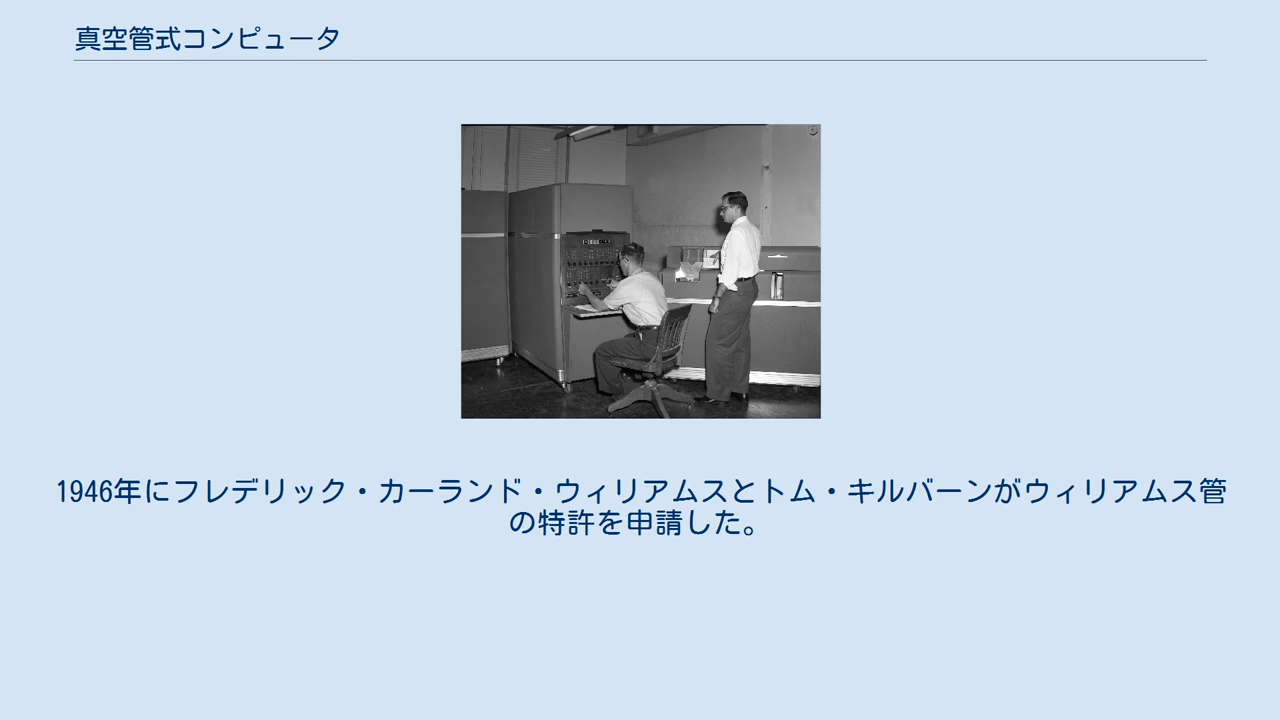 真空管式コンピュータ
1946年にフレデリック・カーランド・ウィリアムスとトム・キルバーンがウィリアムス管
の特許を申請した。